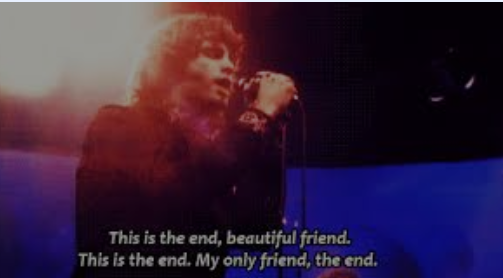 This is the end, beautiful friend.
This is the end. My only friend, the end.